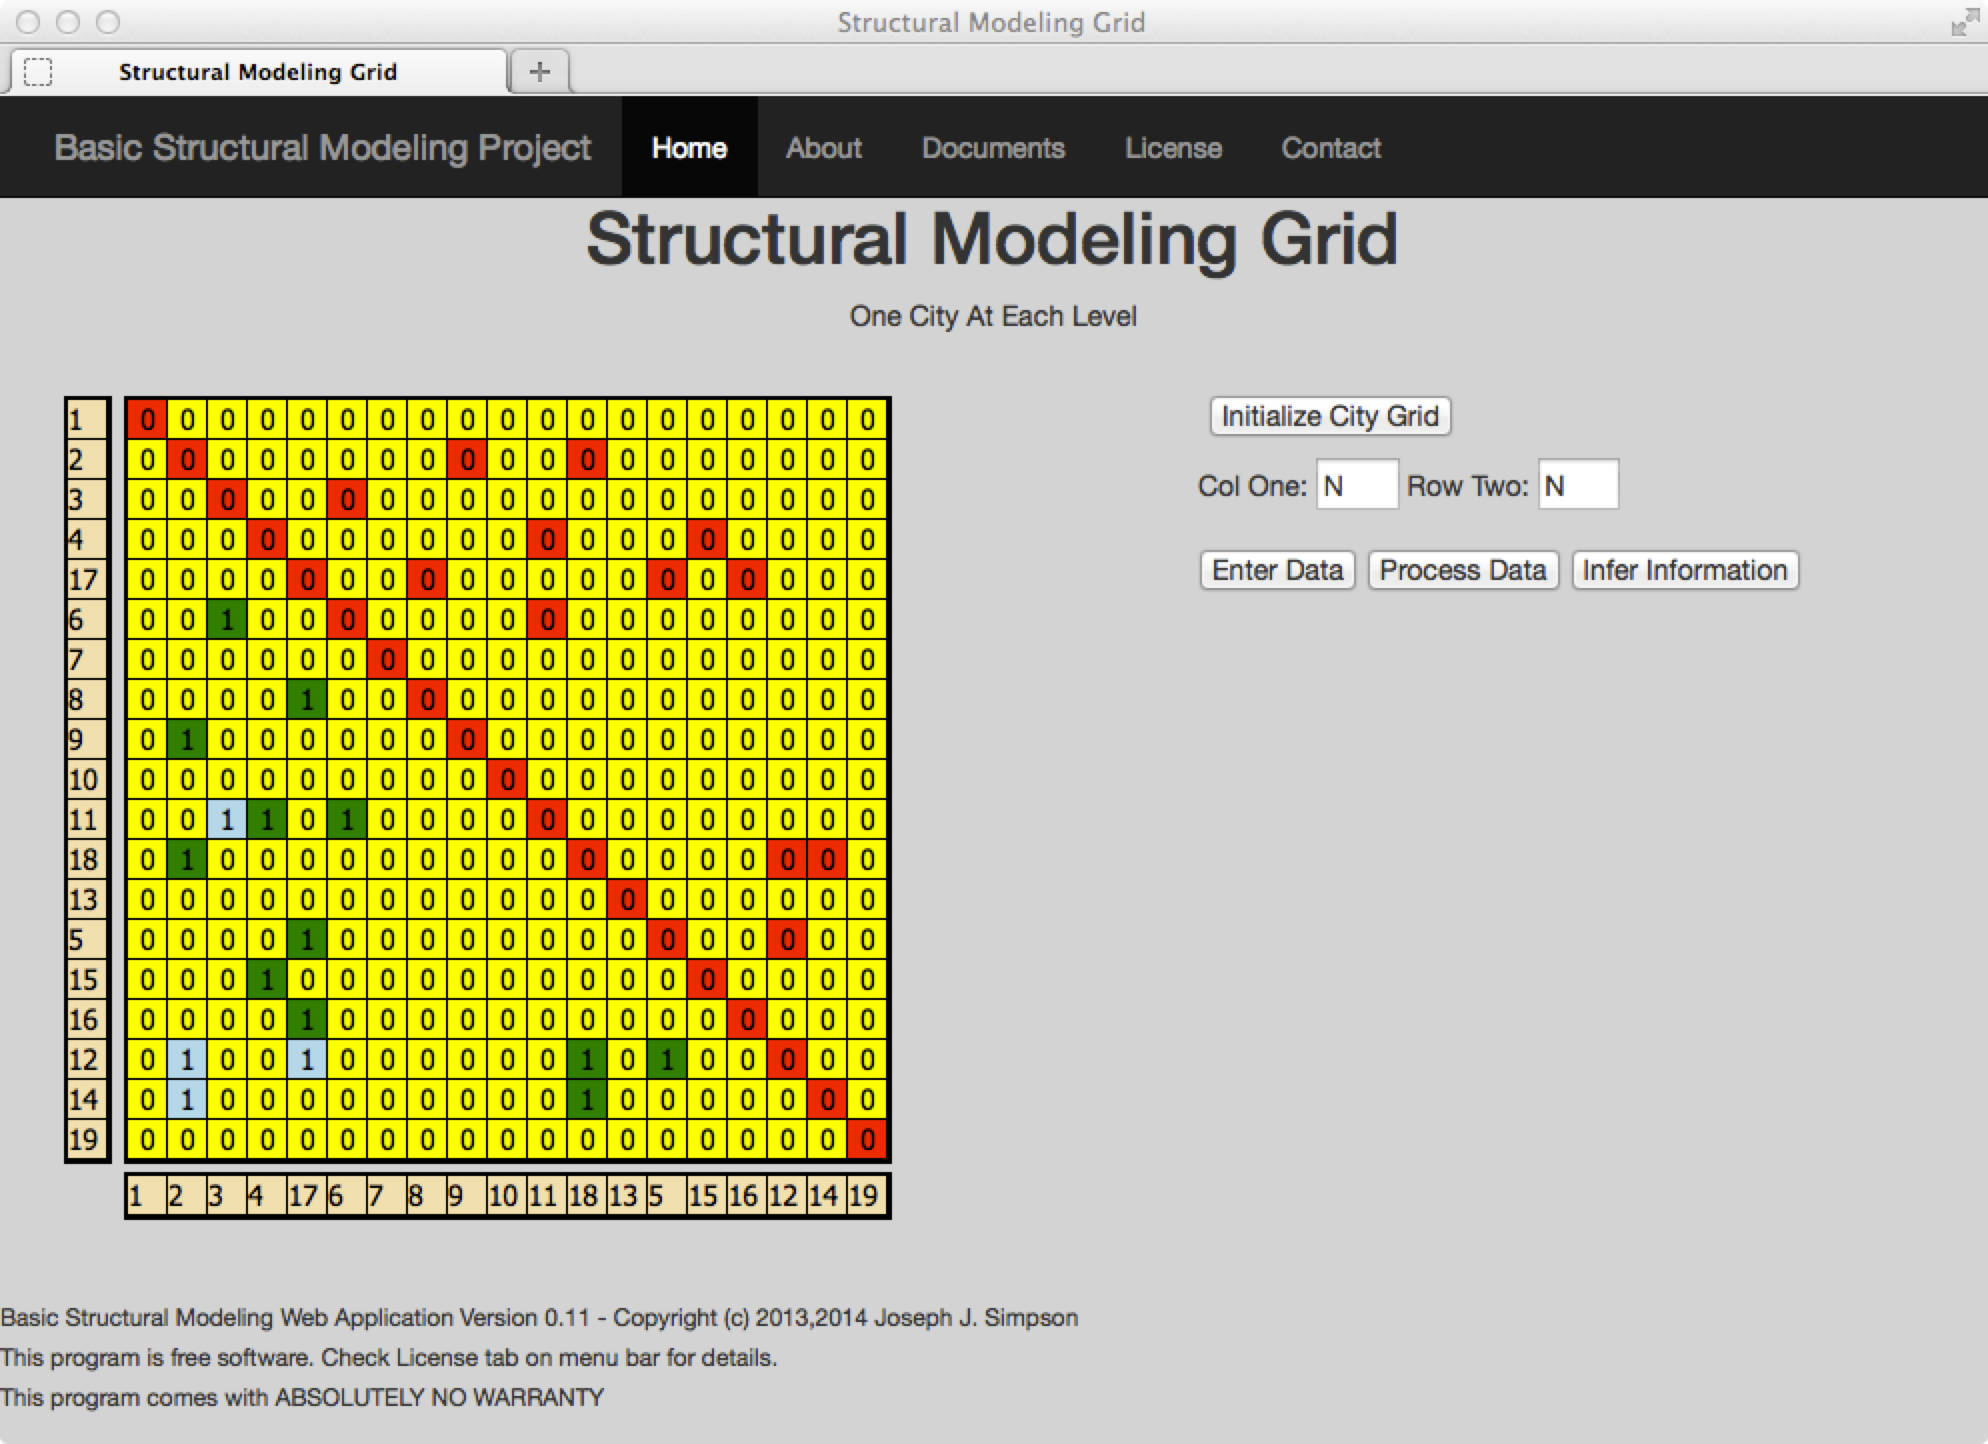 Structural Modeling Grid
Structural Modeling Grid +
Basic Structural Modeling Project Home About Documents License Contact
Structural Modeling Grid
One City At Each Level
1 0 0 0 0 0 0 0 0 0 0 0 0 0 0 0 0 0 0 0
2 0 0 0 0 0 0 0 0 0 0 0 0 0 0 0 0 0 0 0
3 0 0 0 0 0 0 0 0 0 0 0 0 0 0 0 0 0 0 0
4 0 0 0 0 0 0 0 0 0 0 0 0 0 0 0 0 0 0 0
17 0 0 0 0 0 0 0 0 0 0 0 0 0 0 0 0 0 0 0
6 0 0 1 0 0 0 0 0 0 0 0 0 0 0 0 0 0 0 0
7 0 0 0 0 0 0 0 0 0 0 0 0 0 0 0 0 0 0 0
8 0 0 0 0 1 0 0 0 0 0 0 0 0 0 0 0 0 0 0
9 0 1 0 0 0 0 0 0 0 0 0 0 0 0 0 0 0 0 0
10 0 0 0 0 0 0 0 0 0 0 0 0 0 0 0 0 0 0 0
11 0 0 1 1 0 1 0 0 0 0 0 0 0 0 0 0 0 0 0
18 0 1 0 0 0 0 0 0 0 0 0 0 0 0 0 0 0 0 0
13 0 0 0 0 0 0 0 0 0 0 0 0 0 0 0 0 0 0 0
5 0 0 0 0 1 0 0 0 0 0 0 0 0 0 0 0 0 0 0
15 0 0 0 1 0 0 0 0 0 0 0 0 0 0 0 0 0 0 0
16 0 0 0 0 1 0 0 0 0 0 0 0 0 0 0 0 0 0 0
12 0 1 0 0 1 0 0 0 0 0 0 1 0 1 0 0 0 0 0
14 0 1 0 0 0 0 0 0 0 0 0 1 0 0 0 0 0 0 0
19 0 0 0 0 0 0 0 0 0 0 0 0 0 0 0 0 0 0 0
1 2 3 4 17 6 7 8 9 10 11 18 13 5 15 16 12 14 19
Initialize City Grid
Col One: N Row Two: N
Enter Data Process Data Infer Information
Basic Structural Modeling Web Application Version 0.11 - Copyright (c) 2013,2014 Joseph J. Simpson
This program is free software. Check License tab on menu bar for details.
This program comes with ABSOLUTELY NO WARRANTY